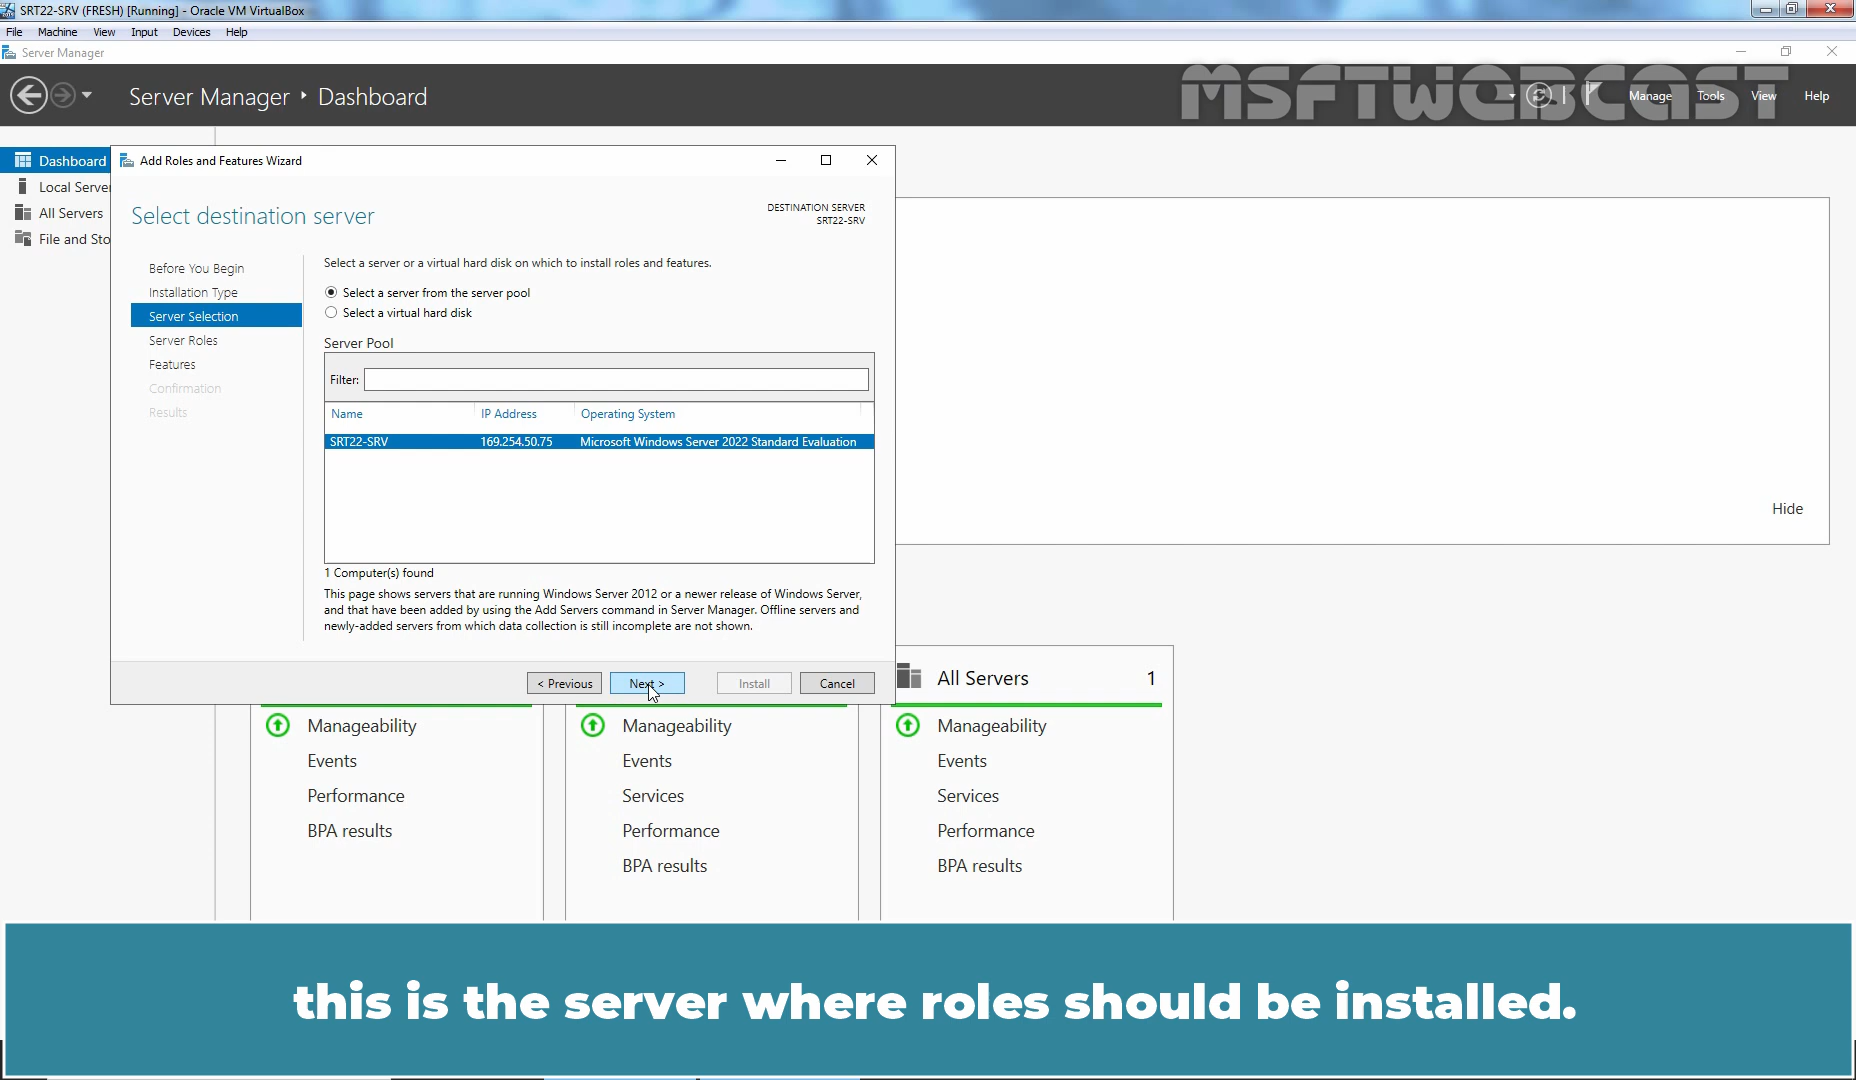 SRT22-SRV (FRESH) [Running] - Oracle VM VirtualBox
File Machine View Input Devices Help
Server Manager
Server Manager ‣ Dashboard
MSFTWEBCAST
Manage Tools View Help
Dashboard
Local Server
All Servers
File and Sto
Add Roles and Features Wizard
Select destination server
DESTINATION SERVER
SRT22-SRV
Before You Begin
Installation Type
Server Selection
Server Roles
Features
Confirmation
Results
Select a server or a virtual hard disk on which to install roles and features.
Select a server from the server pool
Select a virtual hard disk
Server Pool
Filter:
Name IP Address Operating System
SRT22-SRV 169.254.50.75 Microsoft Windows Server 2022 Standard Evaluation
1 Computer(s) found
This page shows servers that are running Windows Server 2012 or a newer release of Windows Server,
and that have been added by using the Add Servers command in Server Manager. Offline servers and
newly-added servers from which data collection is still incomplete are not shown.
< Previous Next > Install Cancel
Hide
Manageability
Events
Performance
BPA results
Manageability
Events
Services
Performance
BPA results
All Servers 1
Manageability
Events
Services
Performance
BPA results
this is the server where roles should be installed.